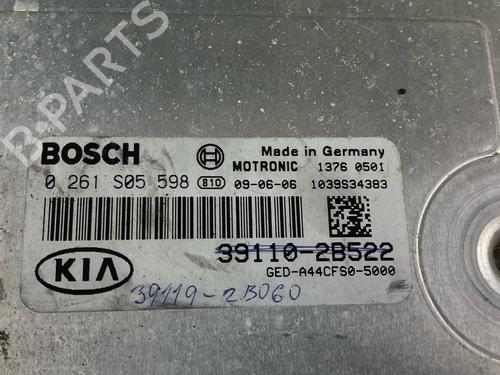 BOSCH Made in Germany
MOTRONIC 1376 0501
0 261 S05 598 810 09-06-06 1039S34383
39110-2B522
KIA GED-A44CFS0-5000
39119-2B060
B-PARTS